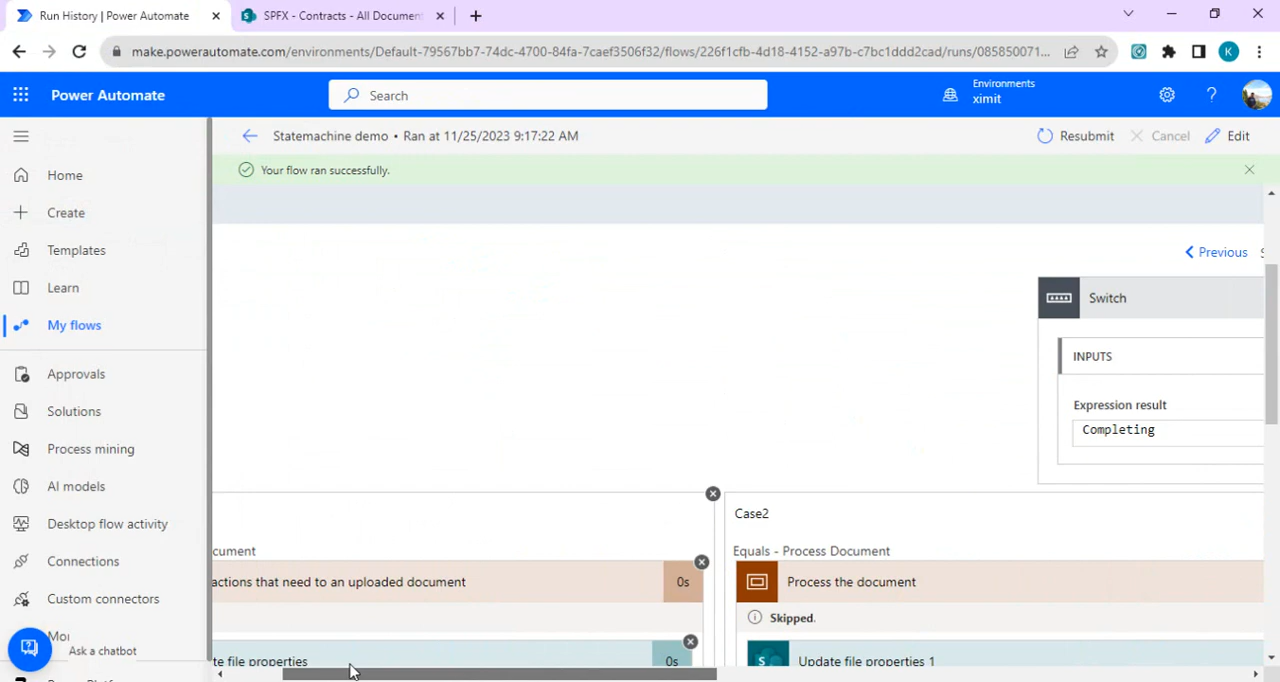 Run History | Power Automate
SPFX - Contracts - All Documen
make.powerautomate.com/environments/Default-79567bb7-74dc-4700-84fa-7caef3506f32/flows/226f1cfb-4d18-4152-a97b-c7bc1ddd2cad/runs/085850071...
K
Power Automate
Search
Environments
ximit
Statemachine demo • Ran at 11/25/2023 9:17:22 AM
Resubmit
Cancel
Edit
Your flow ran successfully.
Home
Create
Templates
Learn
My flows
Approvals
Solutions
Process mining
AI models
Desktop flow activity
Connections
Custom connectors
Ask a chatbot
Previous
Switch
INPUTS
Expression result
Completing
Case2
cument
Equals - Process Document
actions that need to an uploaded document
0s
Process the document
Skipped.
te file properties
0s
Update file properties 1